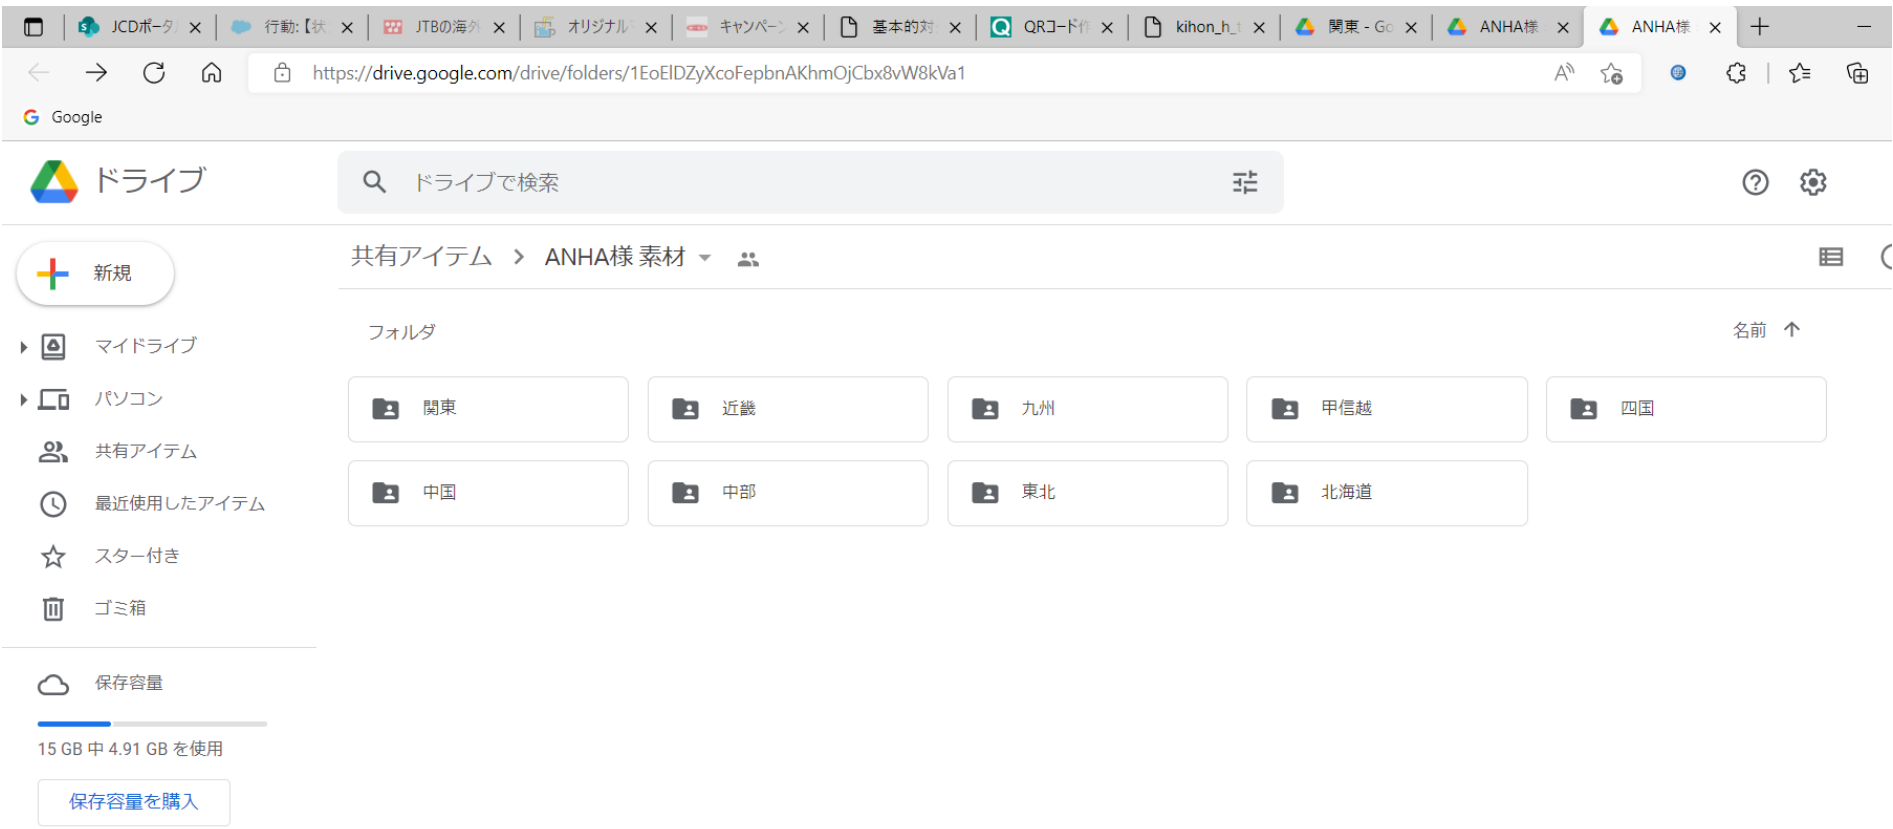 JCDポータ 行動:【状 JTBの海外 オリジナル キャンペーン 基本的対 QRコード作 kihon_h_t 関東 - Go ANHA様 ANHA様
https://drive.google.com/drive/folders/1EoElDZyXcoFepbnAKhmOjCbx8vW8kVa1
Google
ドライブ
ドライブで検索
新規
共有アイテム > ANHA様 素材
マイドライブ
パソコン
共有アイテム
最近使用したアイテム
スター付き
ゴミ箱
保存容量
15 GB 中 4.91 GB を使用
保存容量を購入
フォルダ
名前
関東 近畿 九州 甲信越 四国
中国 中部 東北 北海道